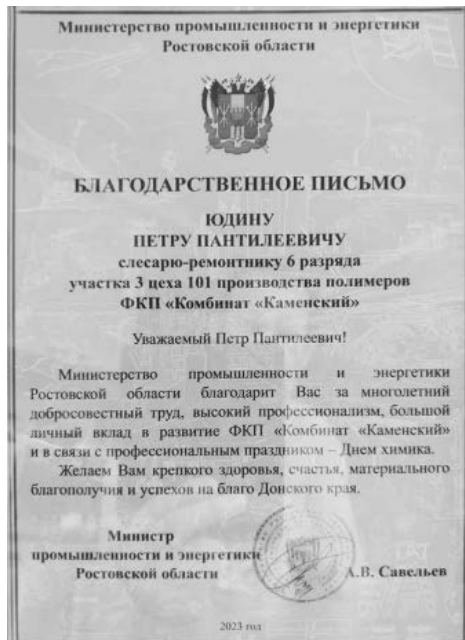 Министерство промышленности и энергетики
Ростовской области
БЛАГОДАРСТВЕННОЕ ПИСЬМО
ЮДИНУ
ПЕТРУ ПАНТИЛЕЕВИЧУ
слесарю-ремонтнику 6 разряда
участка 3 цеха 101 производства полимеров
ФКП «Комбинат «Каменский»
Уважаемый Петр Пантилеевич!
Министерство промышленности и энергетики
Ростовской области благодарит Вас за многолетний
добросовестный труд, высокий профессионализм, большой
личный вклад в развитие ФКП «Комбинат «Каменский»
и в связи с профессиональным праздником – Днем химика.
Желаем Вам крепкого здоровья, счастья, материального
благополучия и успехов на благо Донского края.
Министр
промышленности и энергетики
Ростовской области А.В. Савельев
2023 год